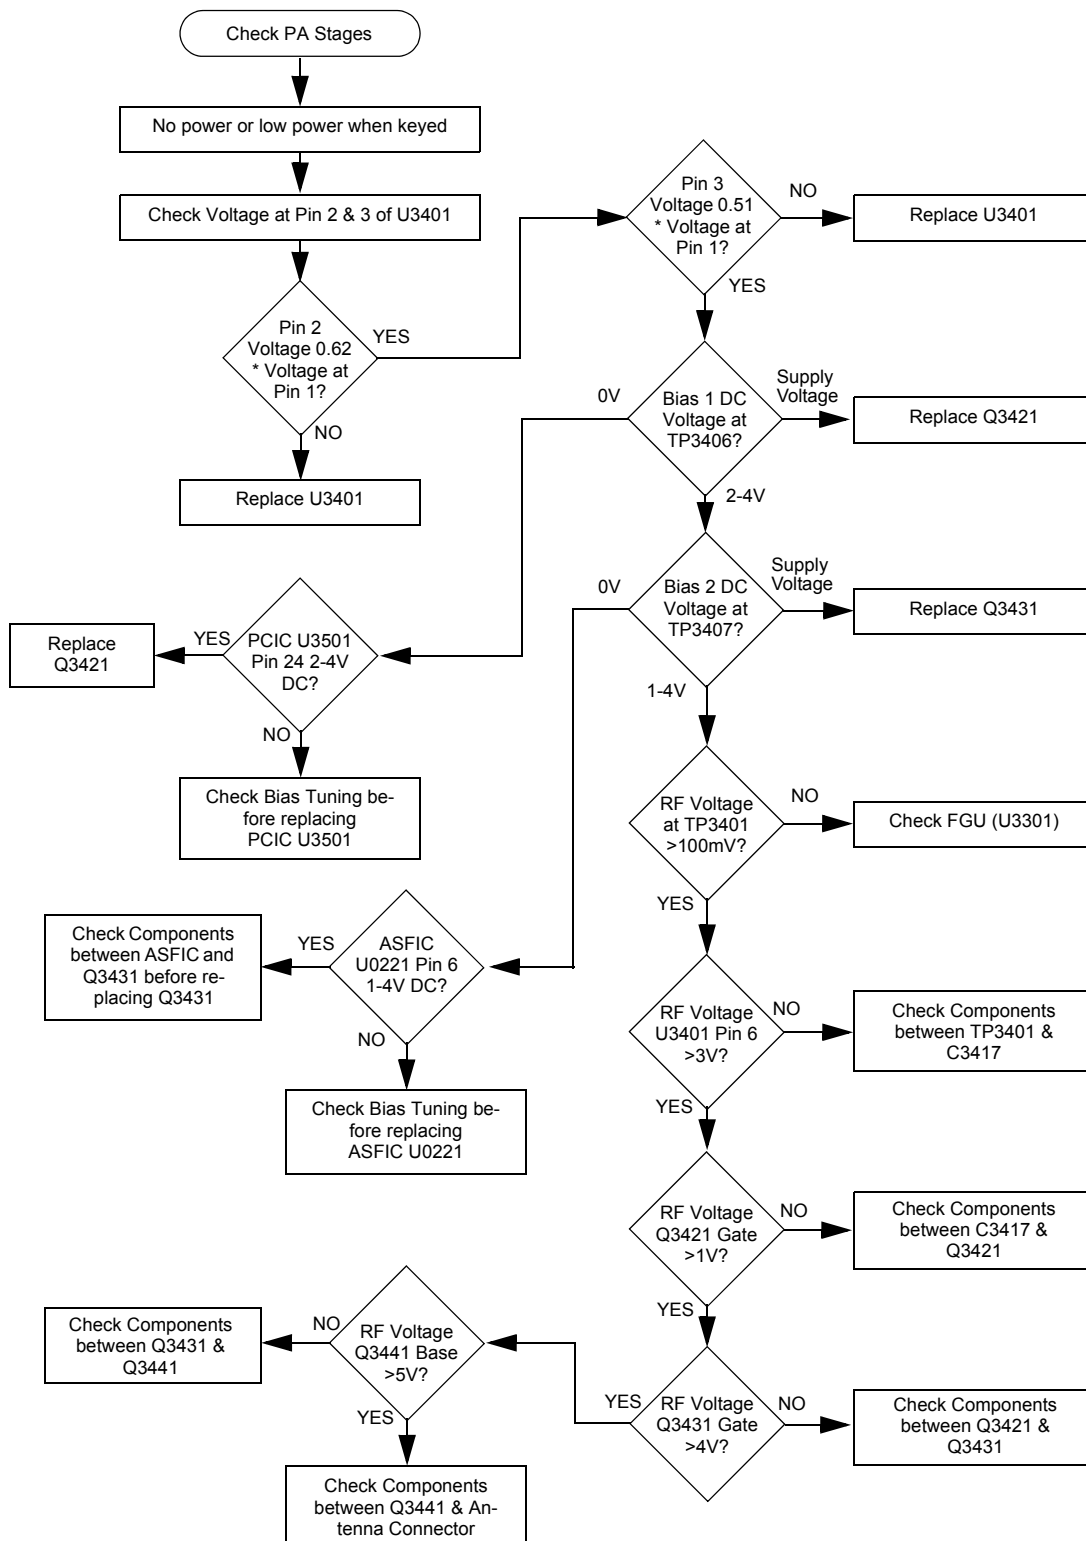 Check PA Stages
No power or low power when keyed
Check Voltage at Pin 2 & 3 of U3401
Pin 2
Voltage 0.62
* Voltage at
Pin 1?
YES
NO
Replace U3401
Pin 3
Voltage 0.51
* Voltage at
Pin 1?
NO
Replace U3401
YES
Bias 1 DC
Voltage at
TP3406?
0V
Supply
Voltage
Replace Q3421
2-4V
Bias 2 DC
Voltage at
TP3407?
0V
Supply
Voltage
Replace Q3431
1-4V
PCIC U3501
Pin 24 2-4V
DC?
YES
Replace
Q3421
NO
Check Bias Tuning be-
fore replacing
PCIC U3501
RF Voltage
at TP3401
>100mV?
NO
Check FGU (U3301)
YES
ASFIC
U0221 Pin 6
1-4V DC?
YES
Check Components
between ASFIC and
Q3431 before re-
placing Q3431
NO
Check Bias Tuning be-
fore replacing
ASFIC U0221
RF Voltage
U3401 Pin 6
>3V?
NO
Check Components
between TP3401 &
C3417
YES
RF Voltage
Q3421 Gate
>1V?
NO
Check Components
between C3417 &
Q3421
YES
RF Voltage
Q3431 Gate
>4V?
NO
Check Components
between Q3421 &
Q3431
YES
RF Voltage
Q3441 Base
>5V?
NO
Check Components
between Q3431 &
Q3441
YES
Check Components
between Q3441 & An-
tenna Connector